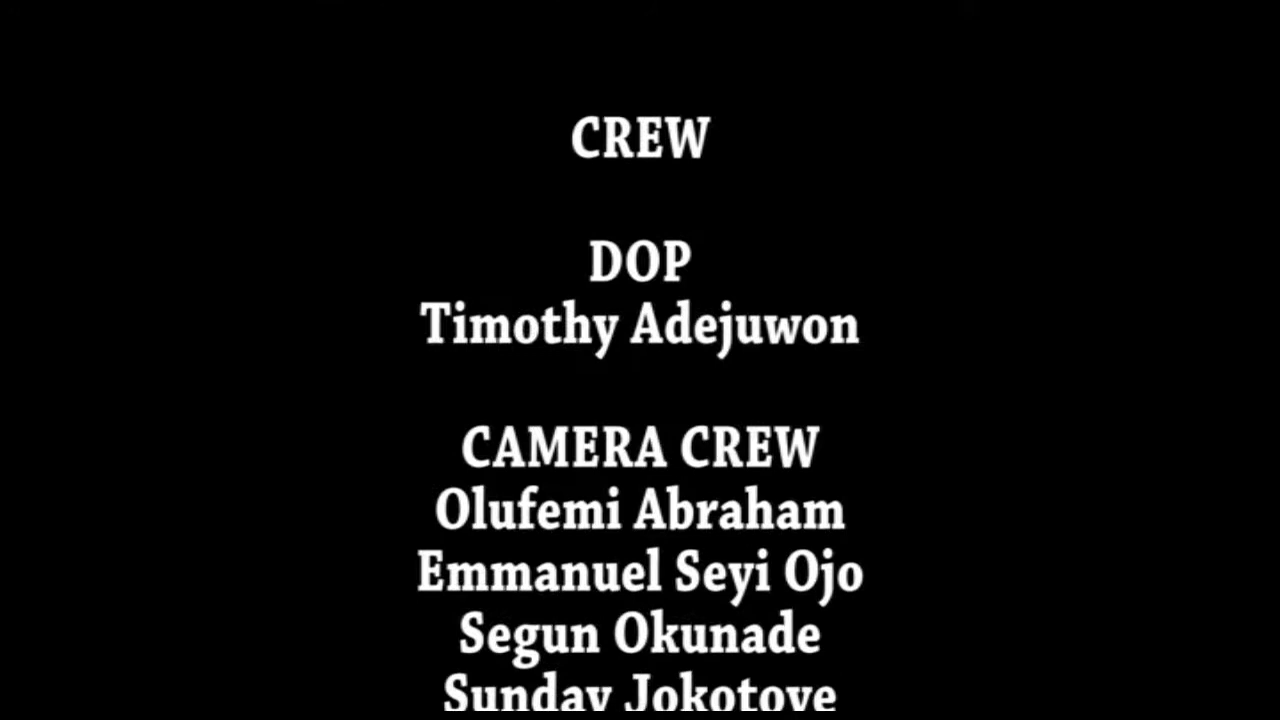 CREW
DOP
Timothy Adejuwon
CAMERA CREW
Olufemi Abraham
Emmanuel Seyi Ojo
Segun Okunade
Sunday Jokotoye